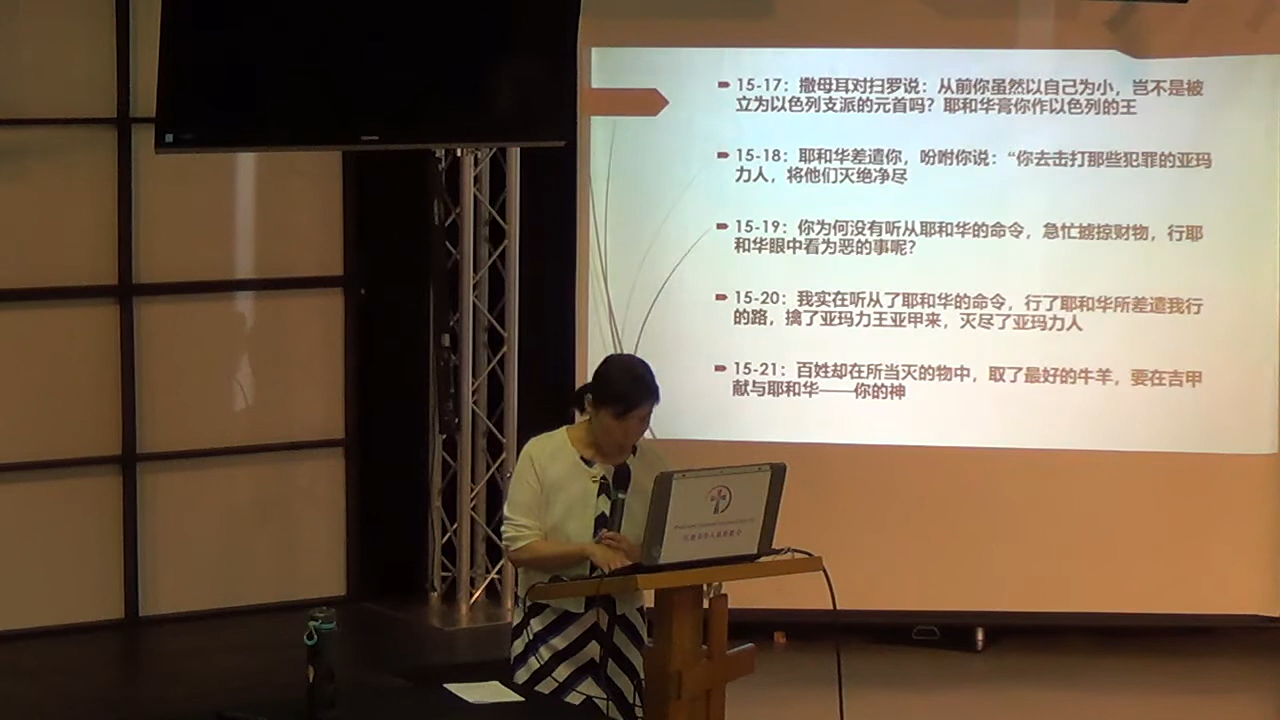 15-17：撒母耳对扫罗说：从前你虽然以自己为小，岂不是被
立为以色列支派的元首吗？耶和华膏你作以色列的王
15-18：耶和华差遣你，吩咐你说：“你去击打那些犯罪的亚玛
力人，将他们灭绝净尽
15-19：你为何没有听从耶和华的命令，急忙掳掠财物，行耶
和华眼中看为恶的事呢？
15-20：我实在听从了耶和华的命令，行了耶和华所差遣我行
的路，擒了亚玛力王亚甲来，灭尽了亚玛力人
15-21：百姓却在所当灭的物中，取了最好的牛羊，要在吉甲
献与耶和华——你的神
TOSHIBA